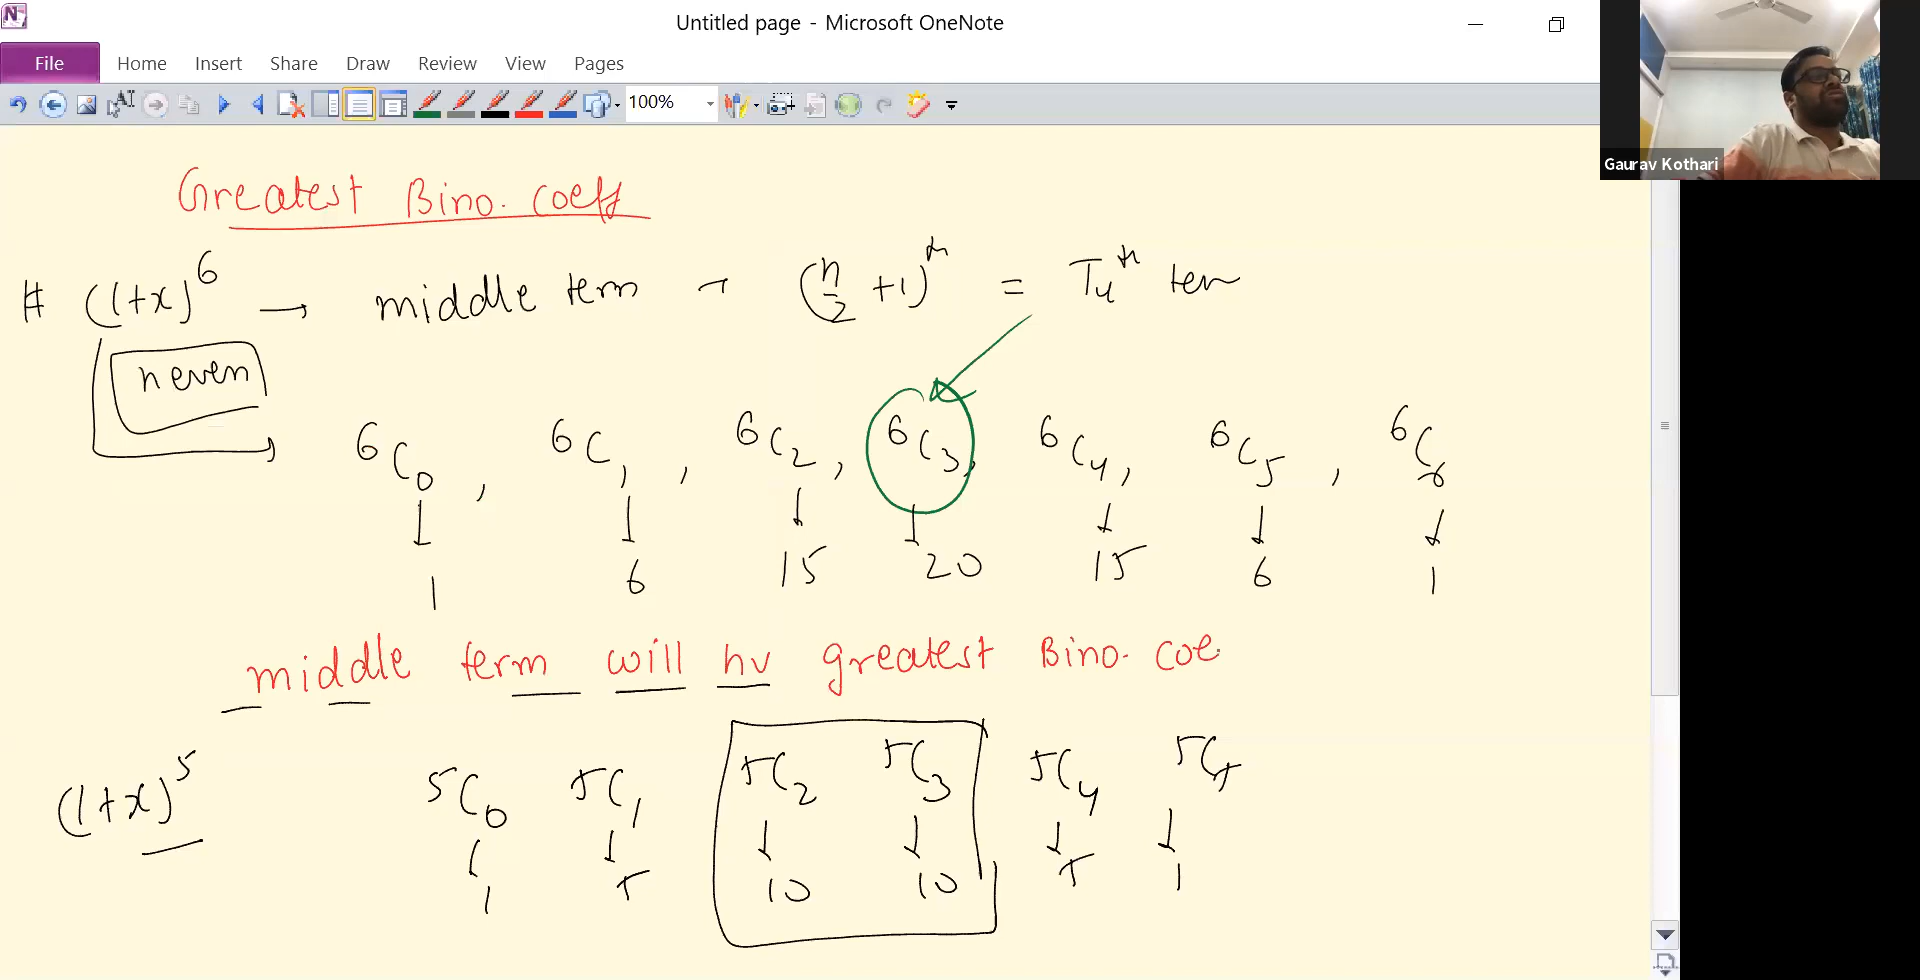 Untitled page - Microsoft OneNote
File Home Insert Share Draw Review View Pages
100%
Gaurav Kothari
Greatest Bino. coeff
# (1+x)⁶ → middle term → (n/2 +1)ᵗʰ = T₄ᵗʰ ter
n even
⁶C₀ , ⁶C₁ , ⁶C₂ , ⁶C₃, ⁶C₄, ⁶C₅ , ⁶C₆
1 6 15 20 15 6 1
middle term will hv greatest Bino. coe.
(1+x)⁵ 5C₀ 5C₁ 5C₂ 5C₃ 5C₄ 5C₅
1 5 10 10 5 1